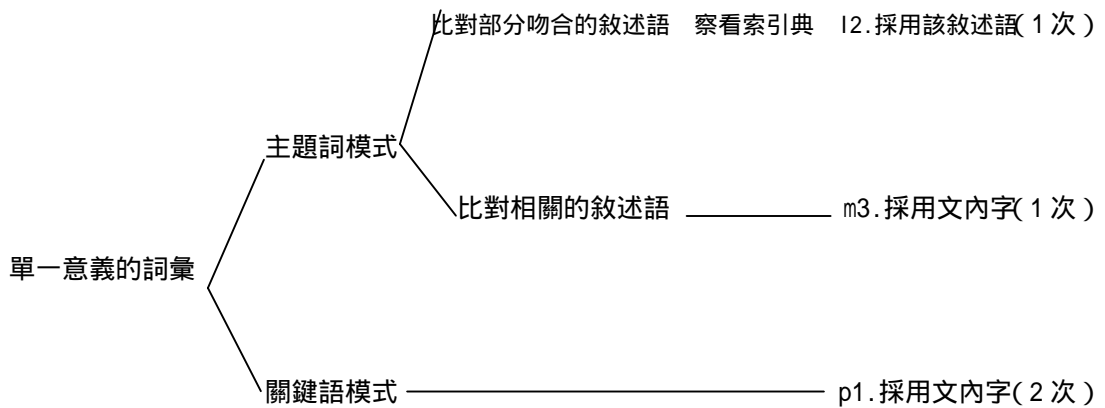 比對部分吻合的敘述語 察看索引典 l2.採用該敘述語(1次)
主題詞模式
比對相關的敘述語 m3.採用文內字(1次)
單一意義的詞彙
關鍵語模式 p1.採用文內字(2次)